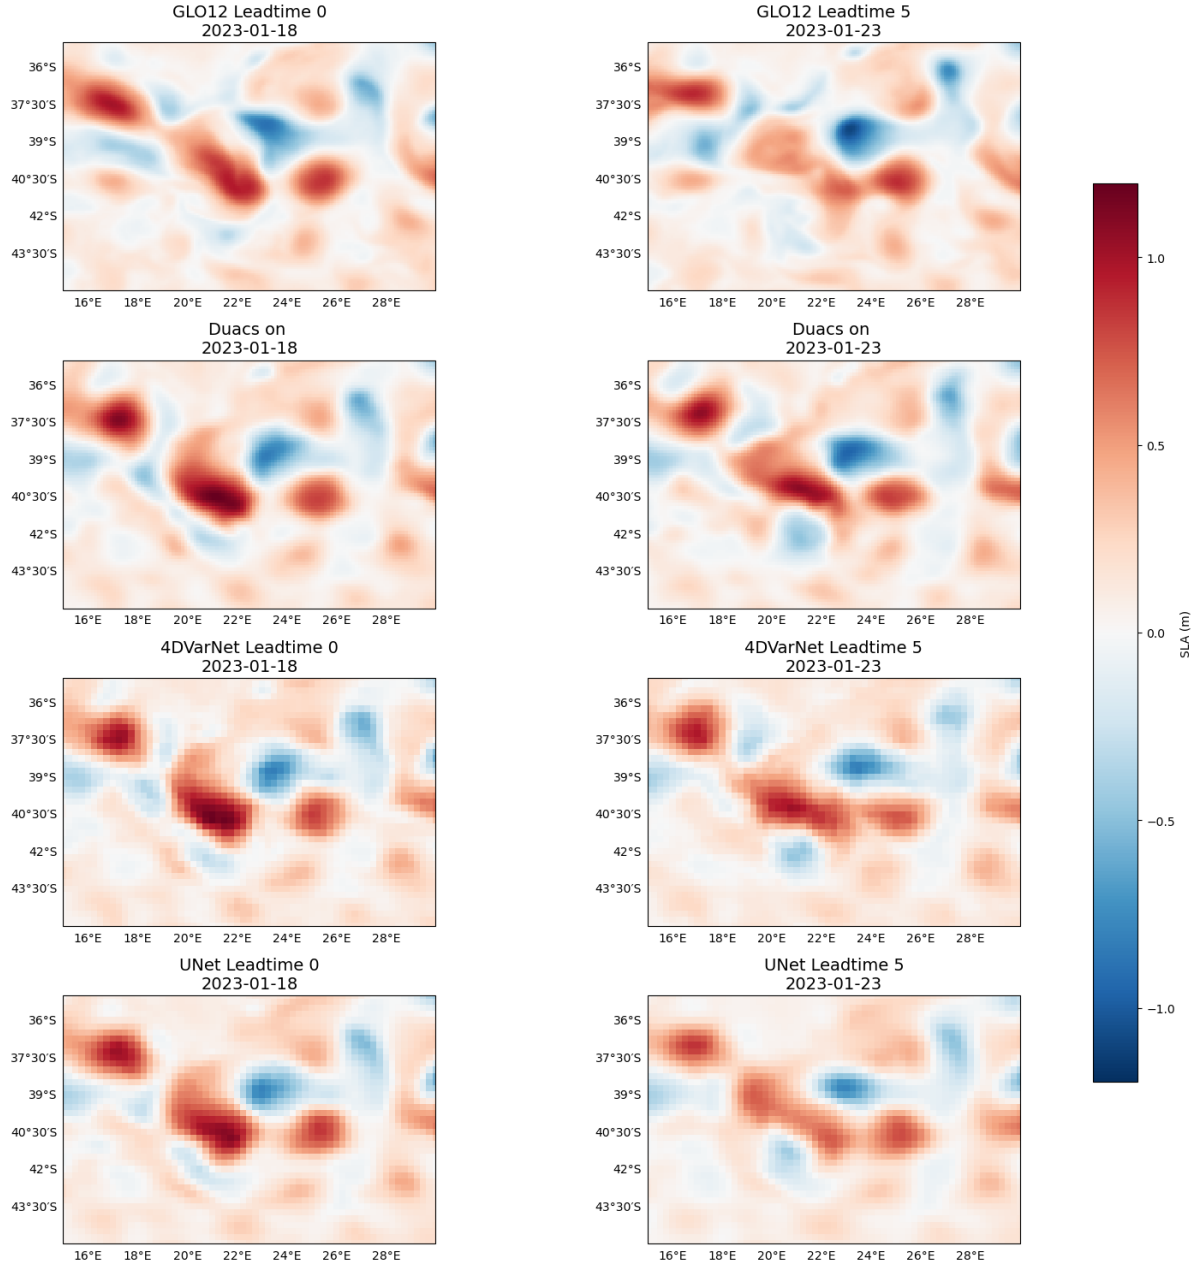 GLO12 Leadtime 0
2023-01-18
GLO12 Leadtime 5
2023-01-23
36°S
37°30′S
39°S
40°30′S
42°S
43°30′S
16°E 18°E 20°E 22°E 24°E 26°E 28°E
36°S
37°30′S
39°S
40°30′S
42°S
43°30′S
16°E 18°E 20°E 22°E 24°E 26°E 28°E
Duacs on
2023-01-18
Duacs on
2023-01-23
36°S
37°30′S
39°S
40°30′S
42°S
43°30′S
16°E 18°E 20°E 22°E 24°E 26°E 28°E
36°S
37°30′S
39°S
40°30′S
42°S
43°30′S
16°E 18°E 20°E 22°E 24°E 26°E 28°E
4DVarNet Leadtime 0
2023-01-18
4DVarNet Leadtime 5
2023-01-23
36°S
37°30′S
39°S
40°30′S
42°S
43°30′S
16°E 18°E 20°E 22°E 24°E 26°E 28°E
36°S
37°30′S
39°S
40°30′S
42°S
43°30′S
16°E 18°E 20°E 22°E 24°E 26°E 28°E
UNet Leadtime 0
2023-01-18
UNet Leadtime 5
2023-01-23
36°S
37°30′S
39°S
40°30′S
42°S
43°30′S
16°E 18°E 20°E 22°E 24°E 26°E 28°E
36°S
37°30′S
39°S
40°30′S
42°S
43°30′S
16°E 18°E 20°E 22°E 24°E 26°E 28°E
1.0
0.5
0.0
−0.5
−1.0
SLA (m)